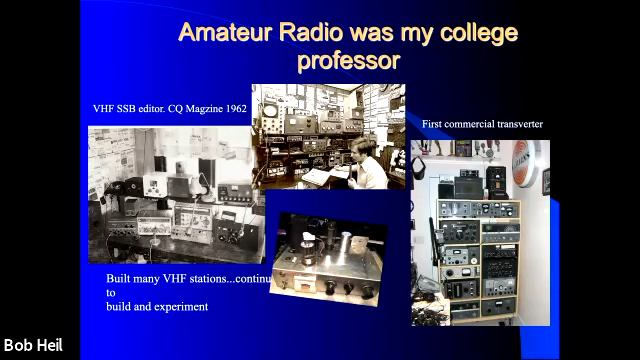 Amateur Radio was my college
professor
VHF SSB editor. CQ Magzine 1962
First commercial transverter
Built many VHF stations...continu
to
build and experiment
Bob Heil